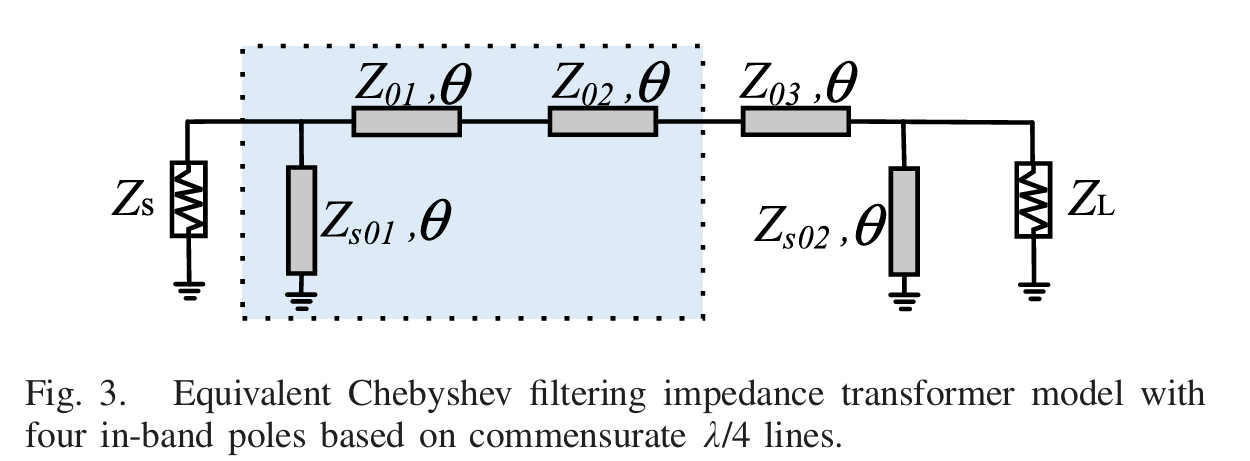 Z01 ,θ
Z02 ,θ
Z03 ,θ
ZS
Zs01 ,θ
Zs02 ,θ
ZL
Fig. 3. Equivalent Chebyshev filtering impedance transformer model with
four in-band poles based on commensurate λ/4 lines.